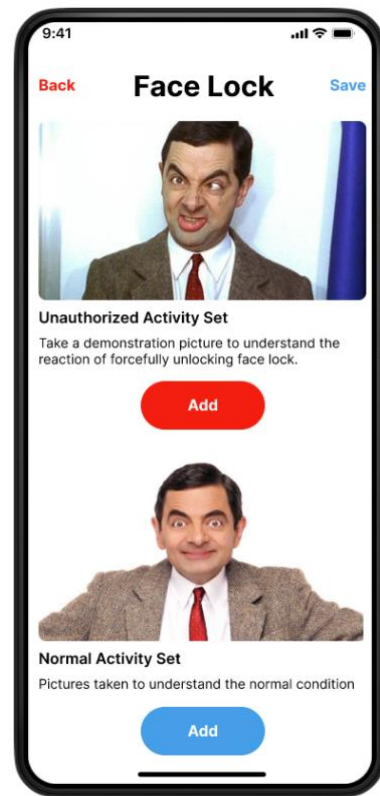 9:41
Back
Face Lock
Save
Unauthorized Activity Set
Take a demonstration picture to understand the
reaction of forcefully unlocking face lock.
Add
Normal Activity Set
Pictures taken to understand the normal condition
Add